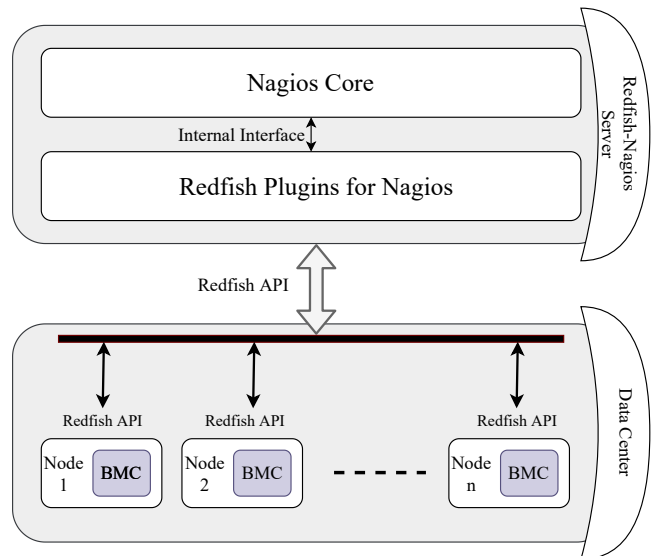 Nagios Core
Internal Interface
Redfish Plugins for Nagios
Redfish-Nagios
Server
Redfish API
Redfish API
Redfish API
Redfish API
Node
1
BMC
Node
2
BMC
Node
n
BMC
Data Center